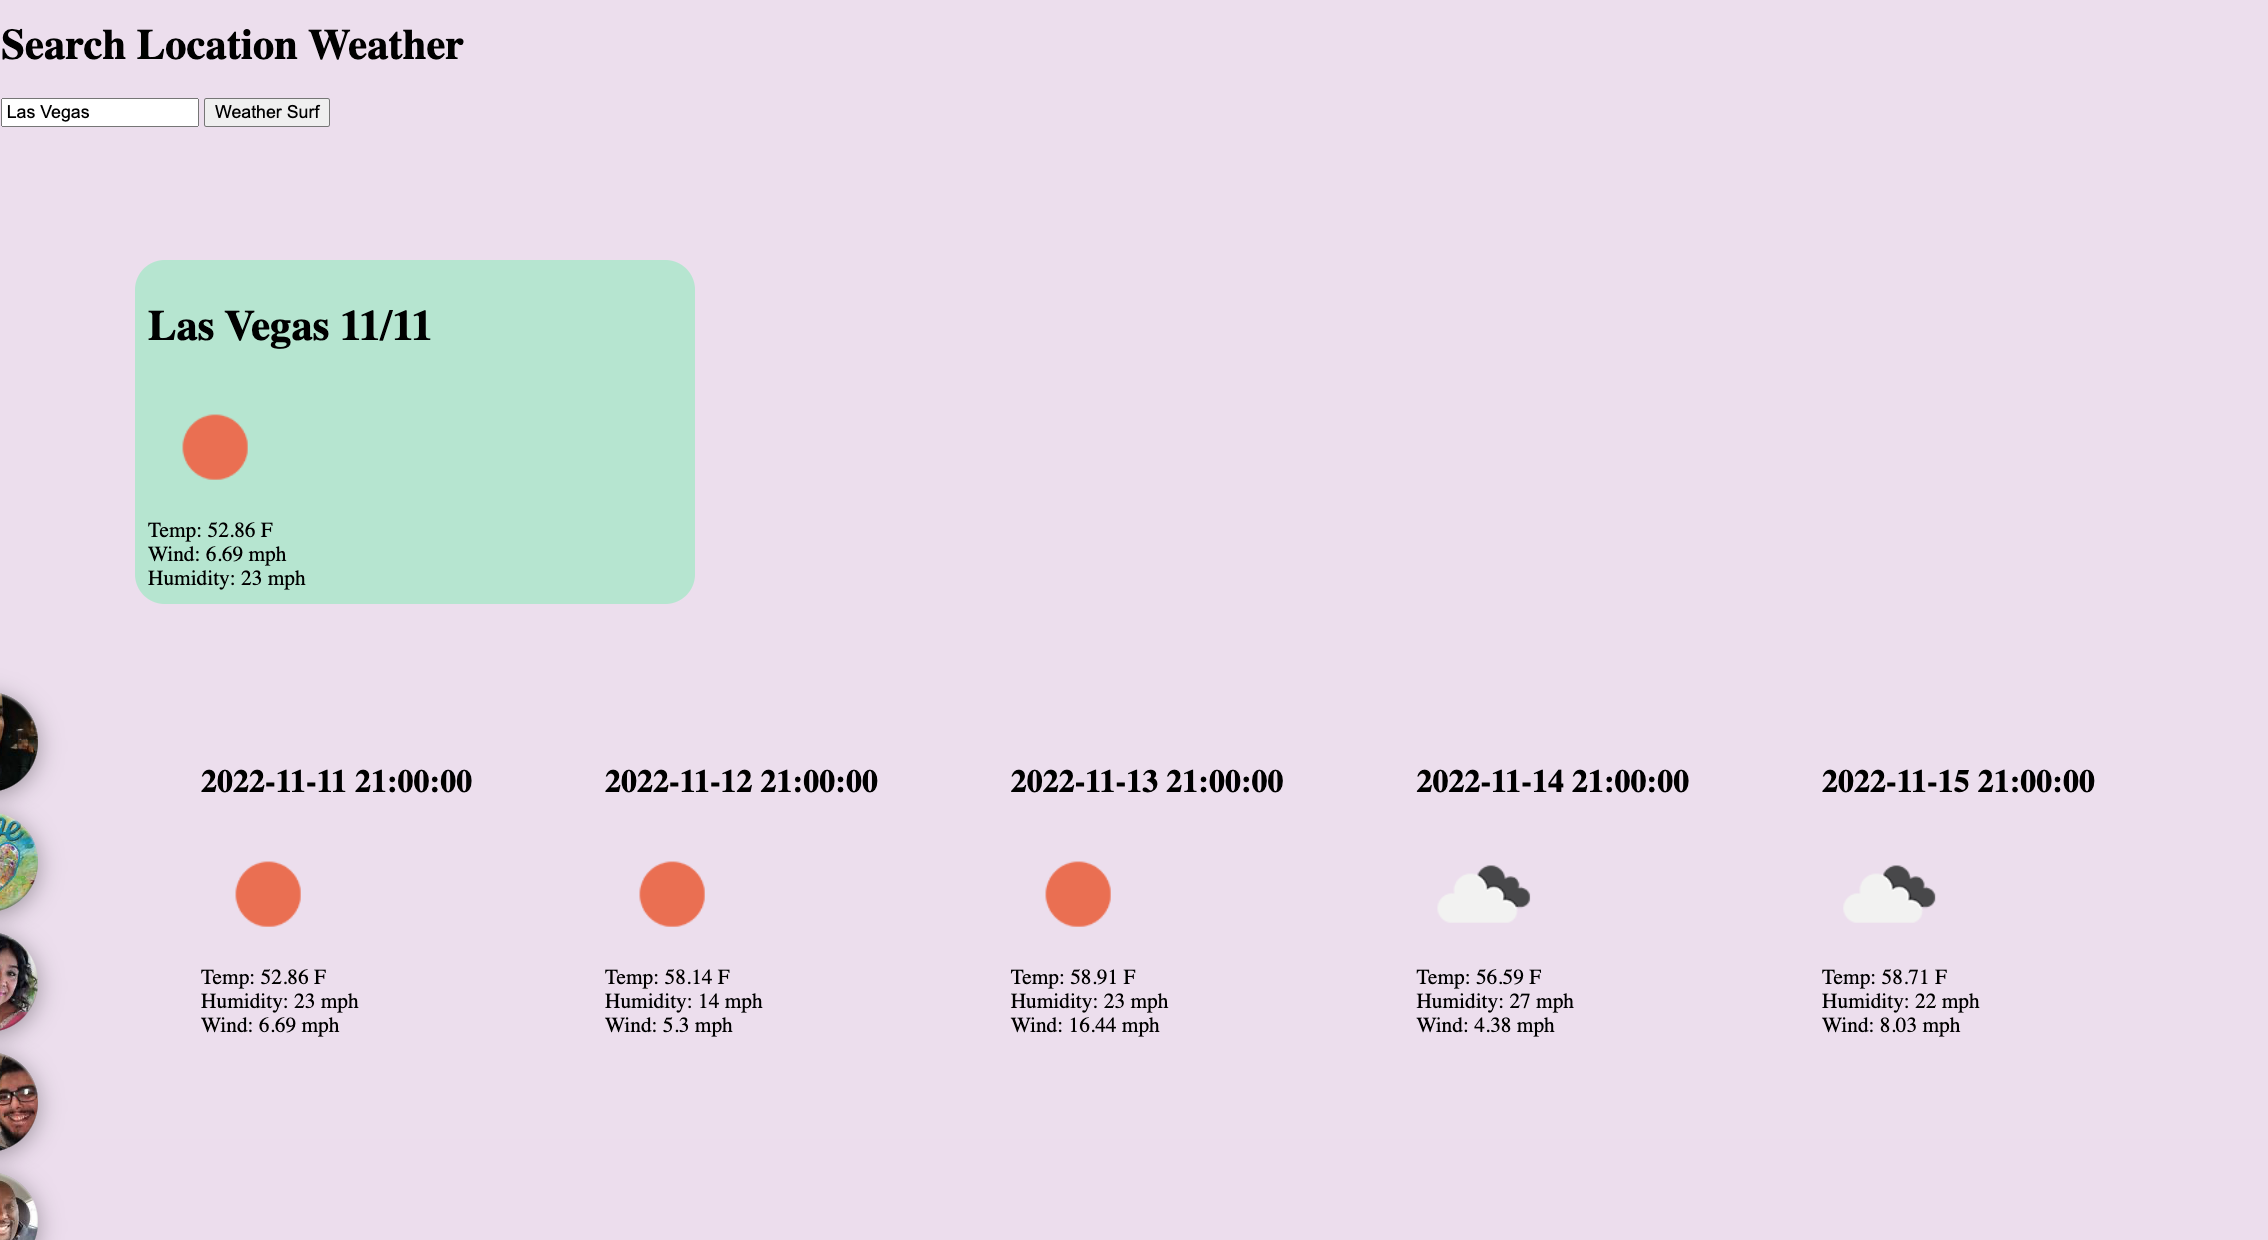 Search Location Weather
Las Vegas Weather Surf
Las Vegas 11/11
Temp: 52.86 F
Wind: 6.69 mph
Humidity: 23 mph
2022-11-11 21:00:00
Temp: 52.86 F
Humidity: 23 mph
Wind: 6.69 mph
2022-11-12 21:00:00
Temp: 58.14 F
Humidity: 14 mph
Wind: 5.3 mph
2022-11-13 21:00:00
Temp: 58.91 F
Humidity: 23 mph
Wind: 16.44 mph
2022-11-14 21:00:00
Temp: 56.59 F
Humidity: 27 mph
Wind: 4.38 mph
2022-11-15 21:00:00
Temp: 58.71 F
Humidity: 22 mph
Wind: 8.03 mph